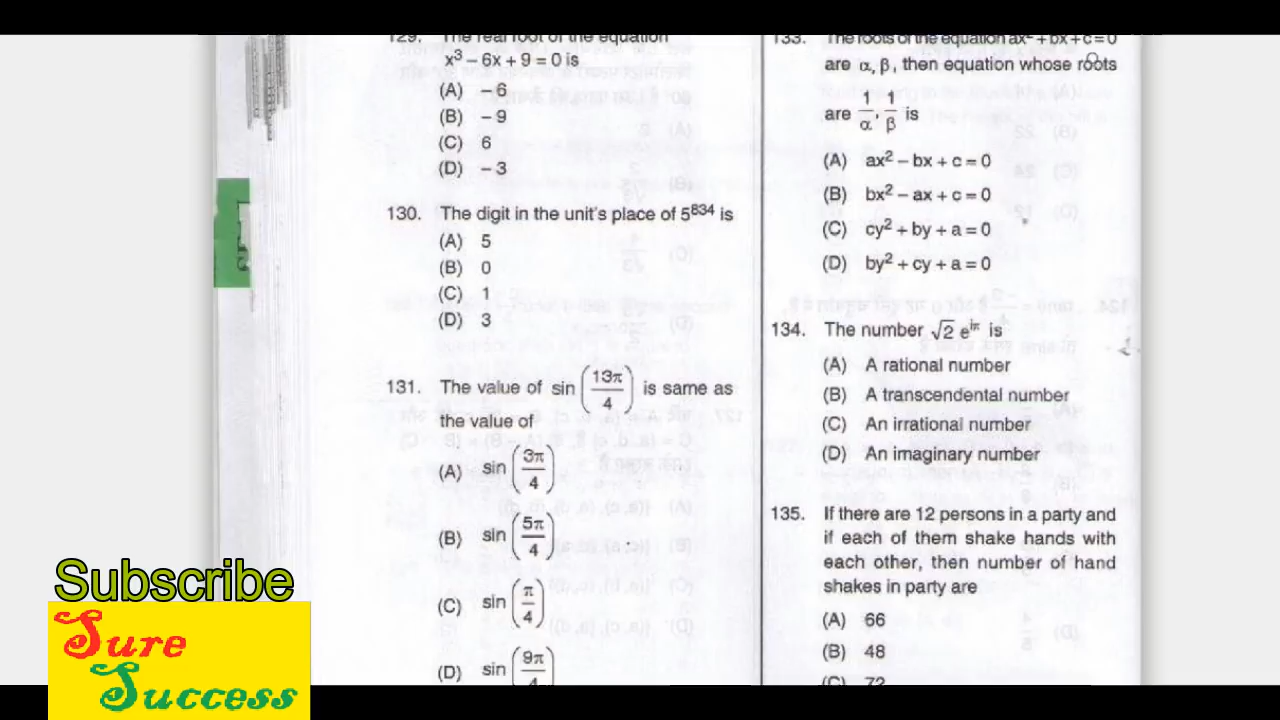 129. The real root of the equation
x³ – 6x + 9 = 0 is
(A) – 6
(B) – 9
(C) 6
(D) – 3
130. The digit in the unit's place of 5⁸³⁴ is
(A) 5
(B) 0
(C) 1
(D) 3
131. The value of sin (13π/4) is same as
the value of
(A) sin (3π/4)
(B) sin (5π/4)
(C) sin (π/4)
(D) sin (9π/4
133. The roots of the equation ax² + bx + c = 0
are α, β, then equation whose roots
are 1/α, 1/β is
(A) ax² – bx + c = 0
(B) bx² – ax + c = 0
(C) cy² + by + a = 0
(D) by² + cy + a = 0
134. The number √2 e^iπ is
(A) A rational number
(B) A transcendental number
(C) An irrational number
(D) An imaginary number
135. If there are 12 persons in a party and
if each of them shake hands with
each other, then number of hand
shakes in party are
(A) 66
(B) 48
(C) 72
Subscribe
Sure
Success